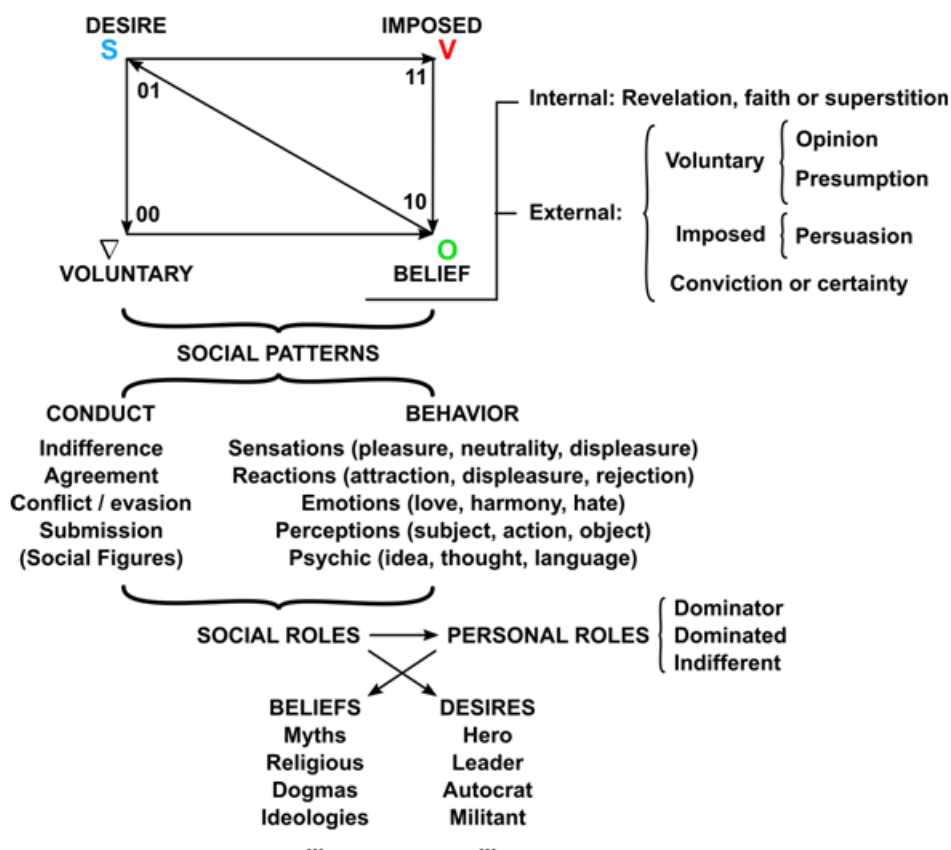 DESIRE IMPOSED
S V
01 11
00 10
▽ O
VOLUNTARY BELIEF
Internal: Revelation, faith or superstition
External:
Voluntary
Opinion
Presumption
Imposed
Persuasion
Conviction or certainty
SOCIAL PATTERNS
CONDUCT
Indifference
Agreement
Conflict / evasion
Submission
(Social Figures)
BEHAVIOR
Sensations (pleasure, neutrality, displeasure)
Reactions (attraction, displeasure, rejection)
Emotions (love, harmony, hate)
Perceptions (subject, action, object)
Psychic (idea, thought, language)
SOCIAL ROLES PERSONAL ROLES
Dominator
Dominated
Indifferent
BELIEFS
Myths
Religious
Dogmas
Ideologies
...
DESIRES
Hero
Leader
Autocrat
Militant
...